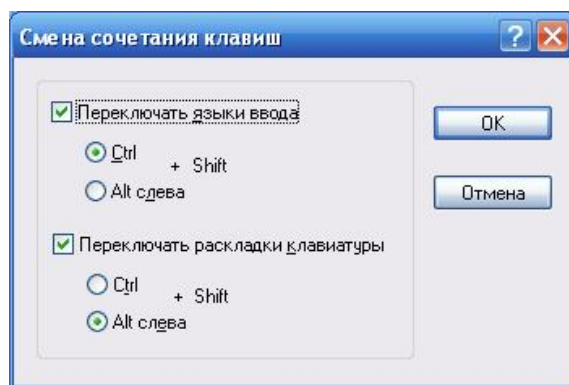 Смена сочетания клавиш
Переключать языки ввода
Ctrl
+ Shift
Alt слева
Переключать раскладки клавиатуры
Ctrl
+ Shift
Alt слева
OK
Отмена